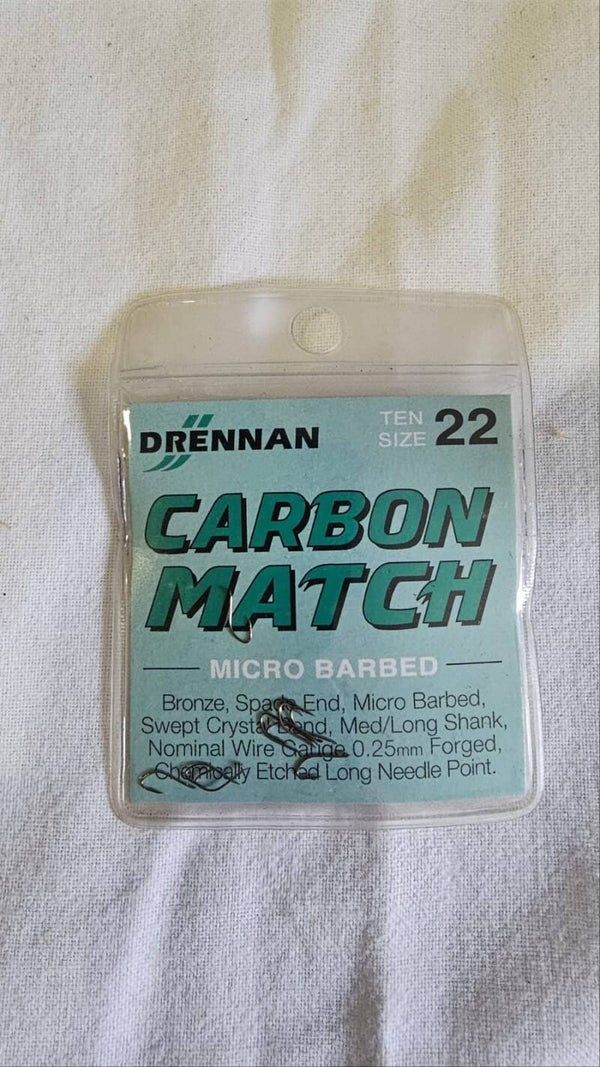 DRENNAN
TEN
SIZE 22
CARBON
MATCH
MICRO BARBED
Bronze, Spade End, Micro Barbed,
Swept Crystal Bend, Med/Long Shank,
Nominal Wire Gauge 0.25mm Forged,
Chemically Etched Long Needle Point.